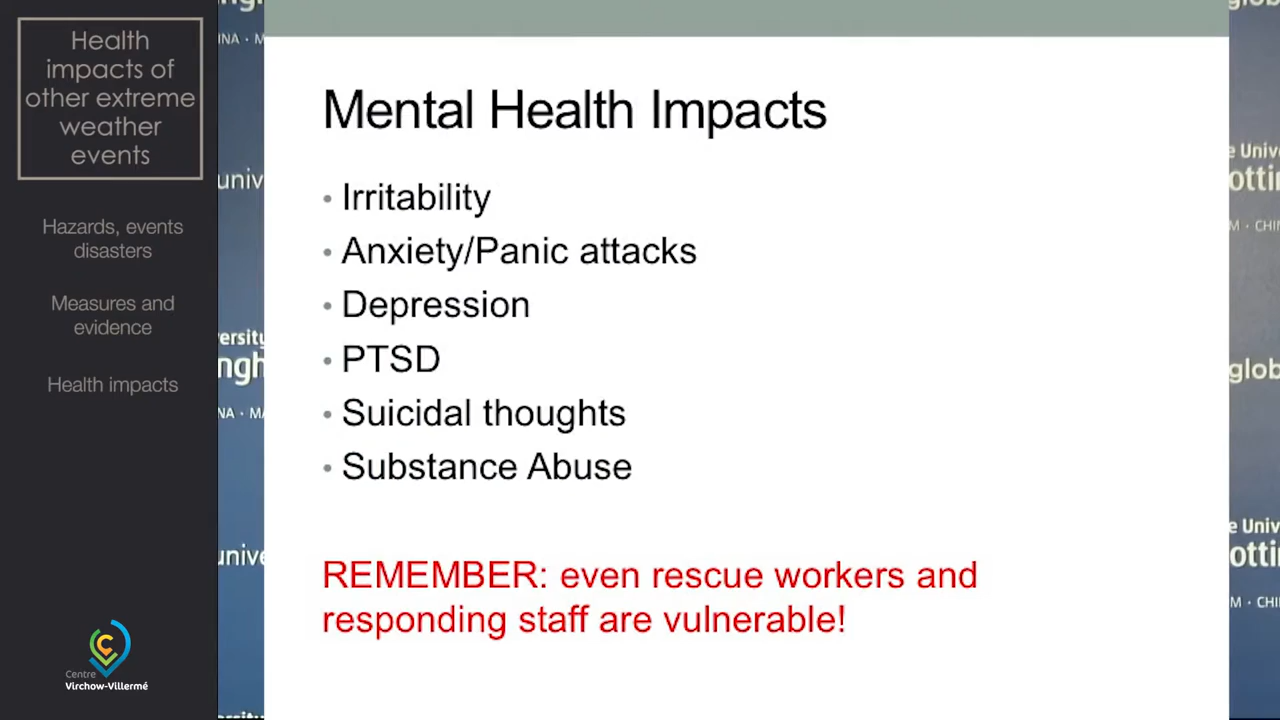 Health
impacts of
other extreme
weather
events
Hazards, events
disasters
Measures and
evidence
Health impacts
Centre
Virchow-Villermé
Mental Health Impacts
• Irritability
• Anxiety/Panic attacks
• Depression
• PTSD
• Suicidal thoughts
• Substance Abuse
REMEMBER: even rescue workers and
responding staff are vulnerable!